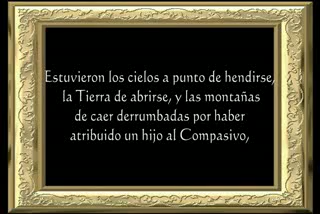 Estuvieron los cielos a punto de hendirse,
la Tierra de abrirse, y las montañas
de caer derrumbadas por haber
atribuido un hijo al Compasivo,